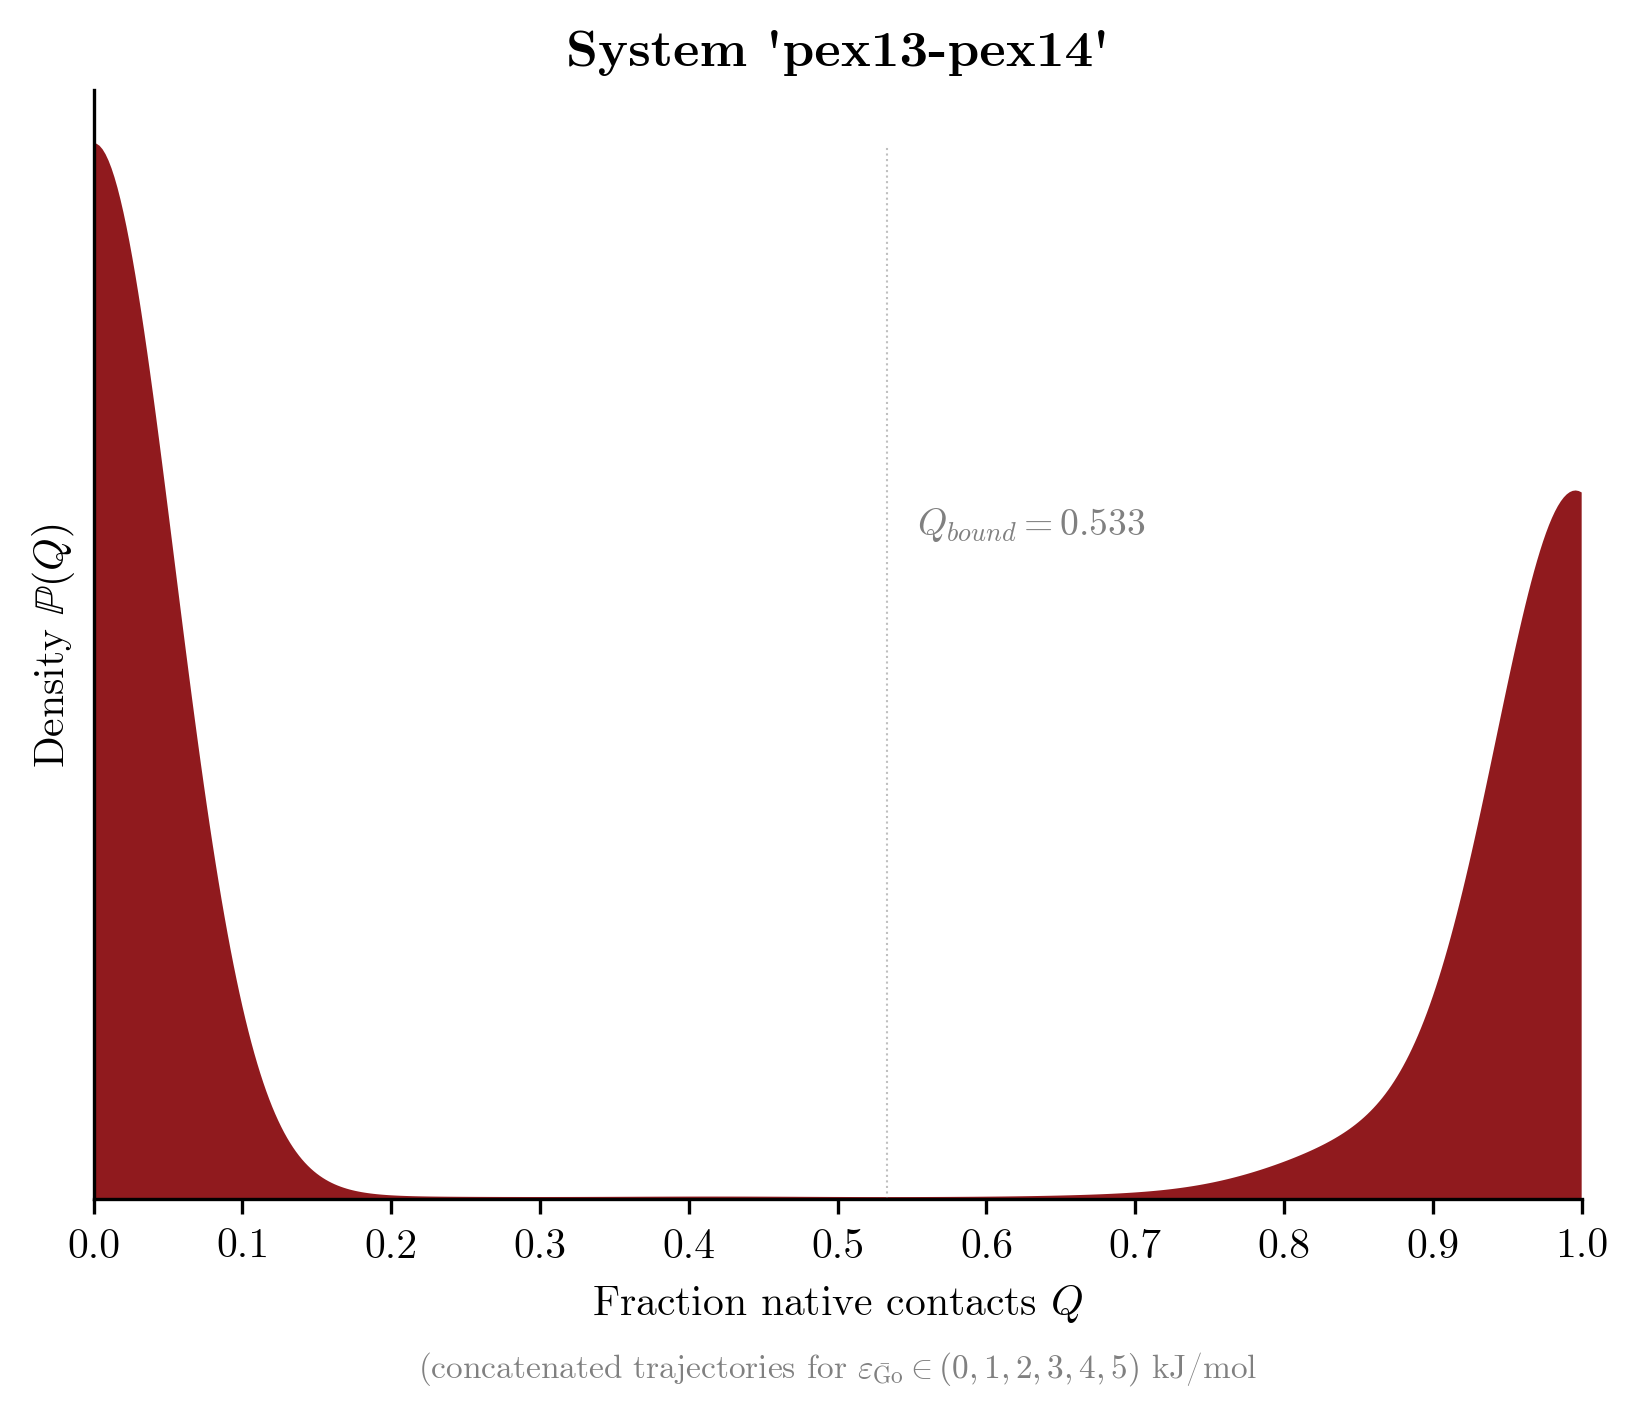 System 'pex13-pex14'
Density ℙ(Q)
Q_bound = 0.533
0.0 0.1 0.2 0.3 0.4 0.5 0.6 0.7 0.8 0.9 1.0
Fraction native contacts Q
(concatenated trajectories for ε_Ḡo ∈ (0, 1, 2, 3, 4, 5) kJ/mol